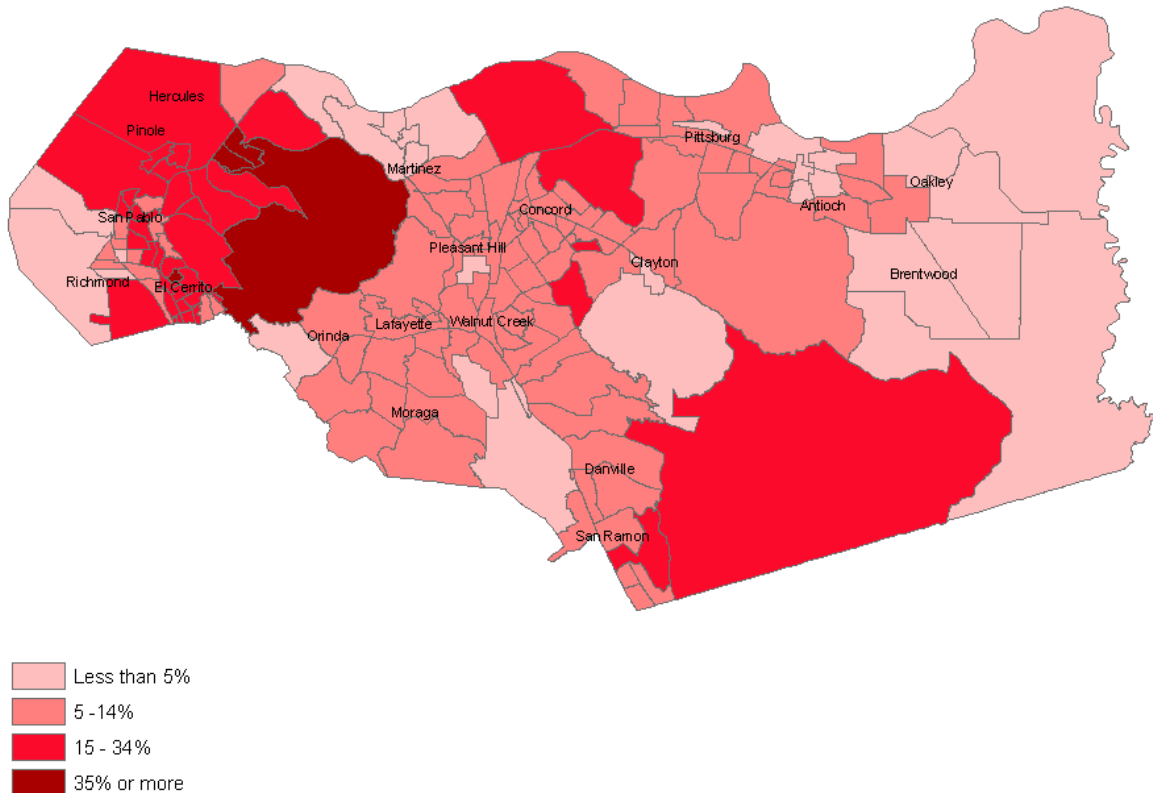 Hercules
Pinole
Pittsburg
Martinez
Oakley
Antioch
Concord
San Pablo
Pleasant Hill
Clayton
Brentwood
Richmond
El Cerrito
Walnut Creek
Lafayette
Orinda
Moraga
Danville
San Ramon
Less than 5%
5 -14%
15 - 34%
35% or more